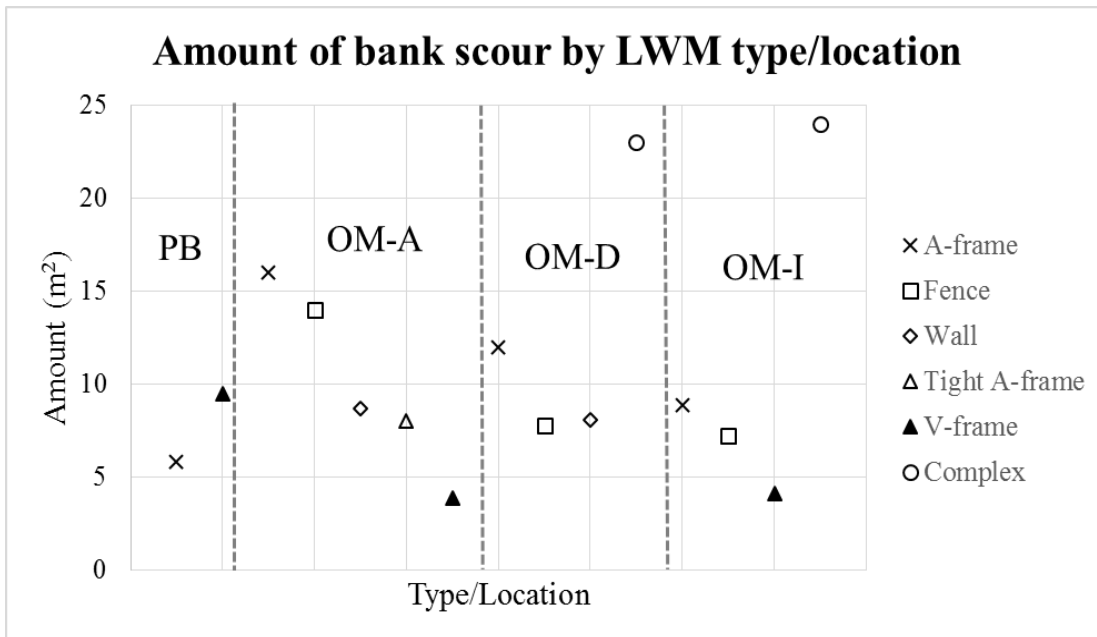 Amount of bank scour by LWM type/location
25
20
15
10
5
0
Amount (m²)
PB
OM-A
OM-D
OM-I
Type/Location
A-frame
Fence
Wall
Tight A-frame
V-frame
Complex